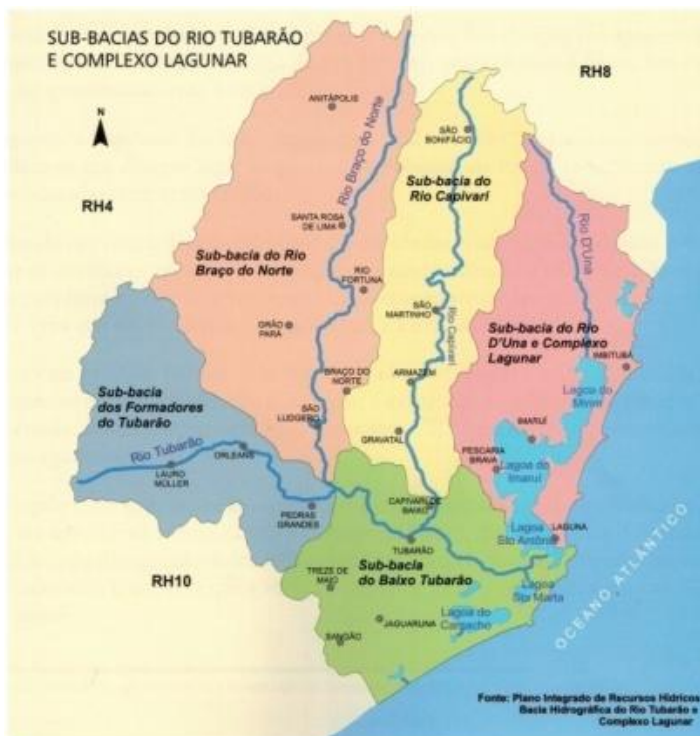 SUB-BACIAS DO RIO TUBARÃO
E COMPLEXO LAGUNAR
RH8
N
ANITÁPOLIS
Rio Braço do Norte
SÃO
BONIFÁCIO
Sub-bacia do
Rio Capivari
RH4
SANTA ROSA
DE LIMA
Rio D'Una
Sub-bacia do Rio
Braço do Norte
RIO
FORTUNA
SÃO
MARTINHO
Rio Capivari
GRÃO
PARÁ
Sub-bacia do Rio
D'Una e Complexo
Lagunar
IMBITUBA
BRAÇO DO
NORTE
ARMAZÉM
Lagoa do
Mirim
Sub-bacia
dos Formadores
do Tubarão
SÃO
LUDGERO
GRAVATAL
IMARUÍ
PESCARIA
BRAVA
Lagoa do
Imaruí
Rio Tubarão
ORLEANS
LAURO
MÜLLER
PEDRAS
GRANDES
CAPIVARI DE
BAIXO
Lagoa
Sto Antônio
LAGUNA
TUBARÃO
Sub-bacia
do Baixo Tubarão
RH10
TREZE DE
MAIO
Lagoa
Sta Marta
Lagoa do
Camacho
JAGUARUNA
SANGÃO
OCEANO ATLÂNTICO
Fonte: Plano Integrado de Recursos Hídricos
Bacia Hidrográfica do Rio Tubarão e
Complexo Lagunar